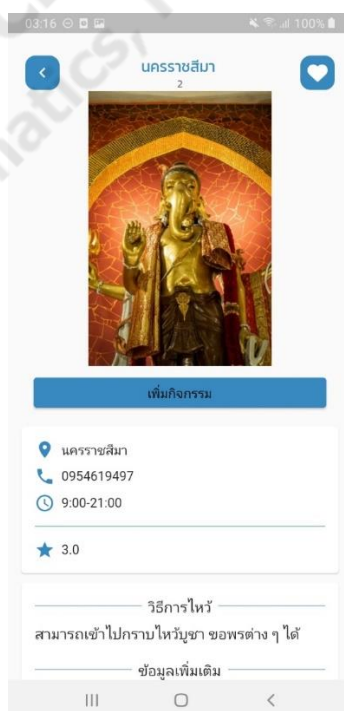 03:16
100%
นครราชสีมา
2
เพิ่มกิจกรรม
นครราชสีมา
0954619497
9:00-21:00
3.0
วิธีการไหว้
สามารถเข้าไปกราบไหว้บูชา ขอพรต่าง ๆ ได้
ข้อมูลเพิ่มเติม